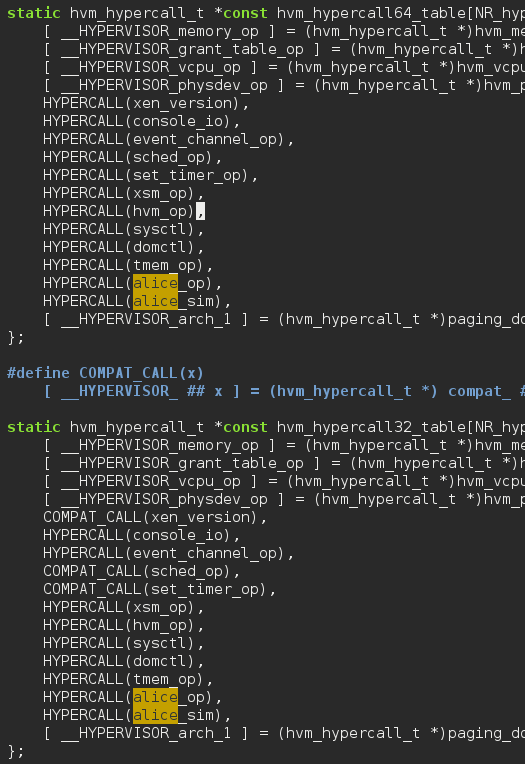 static hvm_hypercall_t *const hvm_hypercall64_table[NR_hyp
    [ __HYPERVISOR_memory_op ] = (hvm_hypercall_t *)hvm_me
    [ __HYPERVISOR_grant_table_op ] = (hvm_hypercall_t *)h
    [ __HYPERVISOR_vcpu_op ] = (hvm_hypercall_t *)hvm_vcpu
    [ __HYPERVISOR_physdev_op ] = (hvm_hypercall_t *)hvm_p
    HYPERCALL(xen_version),
    HYPERCALL(console_io),
    HYPERCALL(event_channel_op),
    HYPERCALL(sched_op),
    HYPERCALL(set_timer_op),
    HYPERCALL(xsm_op),
    HYPERCALL(hvm_op),
    HYPERCALL(sysctl),
    HYPERCALL(domctl),
    HYPERCALL(tmem_op),
    HYPERCALL(alice_op),
    HYPERCALL(alice_sim),
    [ __HYPERVISOR_arch_1 ] = (hvm_hypercall_t *)paging_do
};

#define COMPAT_CALL(x)
    [ __HYPERVISOR_ ## x ] = (hvm_hypercall_t *) compat_ #

static hvm_hypercall_t *const hvm_hypercall32_table[NR_hyp
    [ __HYPERVISOR_memory_op ] = (hvm_hypercall_t *)hvm_me
    [ __HYPERVISOR_grant_table_op ] = (hvm_hypercall_t *)h
    [ __HYPERVISOR_vcpu_op ] = (hvm_hypercall_t *)hvm_vcpu
    [ __HYPERVISOR_physdev_op ] = (hvm_hypercall_t *)hvm_p
    COMPAT_CALL(xen_version),
    HYPERCALL(console_io),
    HYPERCALL(event_channel_op),
    COMPAT_CALL(sched_op),
    COMPAT_CALL(set_timer_op),
    HYPERCALL(xsm_op),
    HYPERCALL(hvm_op),
    HYPERCALL(sysctl),
    HYPERCALL(domctl),
    HYPERCALL(tmem_op),
    HYPERCALL(alice_op),
    HYPERCALL(alice_sim),
    [ __HYPERVISOR_arch_1 ] = (hvm_hypercall_t *)paging_do
};